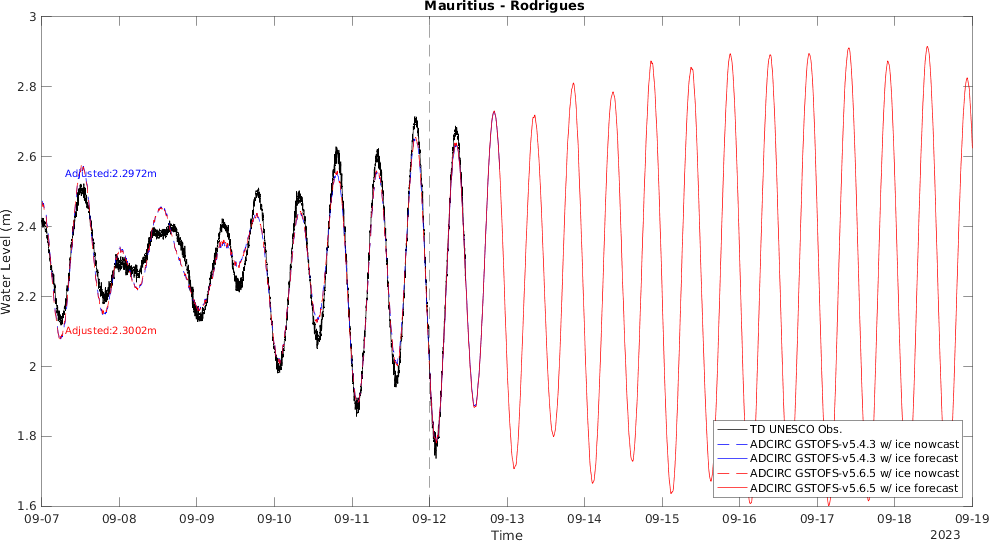 Mauritius - Rodrigues
3
2.8
2.6
2.4
2.2
2
1.8
1.6
Water Level (m)
Adjusted:2.2972m
Adjusted:2.3002m
TD UNESCO Obs.
ADCIRC GSTOFS-v5.4.3 w/ ice nowcast
ADCIRC GSTOFS-v5.4.3 w/ ice forecast
ADCIRC GSTOFS-v5.6.5 w/ ice nowcast
ADCIRC GSTOFS-v5.6.5 w/ ice forecast
09-07 09-08 09-09 09-10 09-11 09-12 09-13 09-14 09-15 09-16 09-17 09-18 09-19
Time
2023